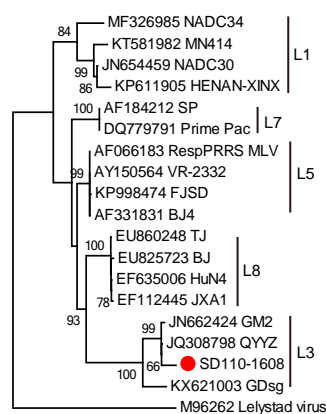 MF326985 NADC34
84
KT581982 MN414
L1
JN654459 NADC30
99
KP611905 HENAN-XINX
86
AF184212 SP
100
L7
DQ779791 Prime Pac
AF066183 RespPRRS MLV
AY150564 VR-2332
L5
99
KP998474 FJSD
AF331831 BJ4
EU860248 TJ
100
EU825723 BJ
L8
EF635006 HuN4
EF112445 JXA1
78
93
JN662424 GM2
99
JQ308798 QYYZ
L3
SD110-1608
66
100
KX621003 GDsg
M96262 Lelystad virus